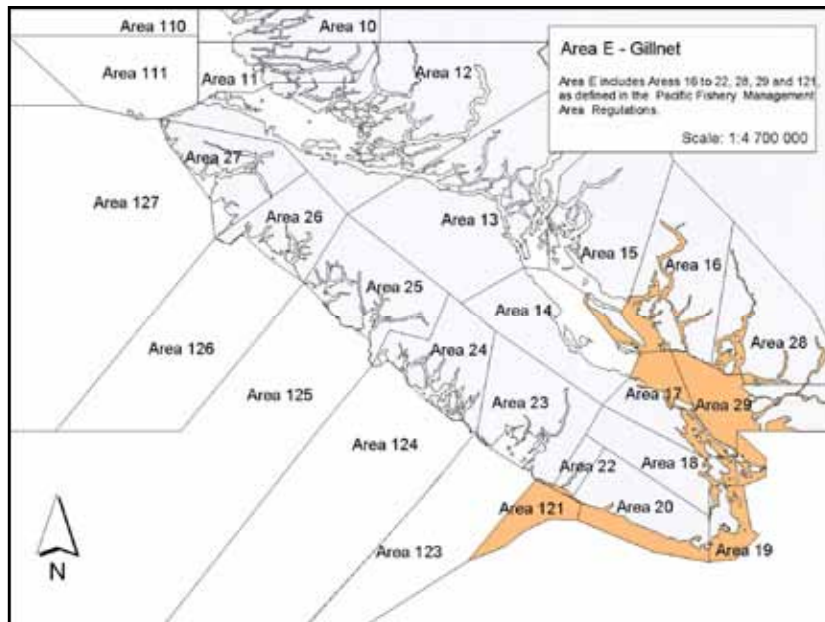 Area 110
Area 10
Area 111
Area 11
Area 12
Area E - Gillnet
Area E includes Areas 16 to 22, 28, 29 and 121,
as defined in the Pacific Fishery Management
Area Regulations.
Scale: 1:4 700 000
Area 27
Area 127
Area 26
Area 13
Area 15
Area 16
Area 25
Area 14
Area 28
Area 126
Area 24
Area 125
Area 17
Area 29
Area 23
Area 124
Area 22
Area 18
Area 121
Area 20
Area 123
Area 19
N